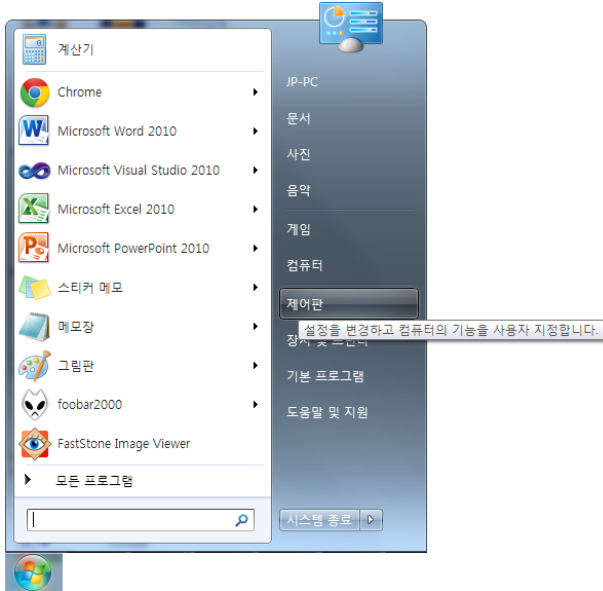 계산기
Chrome
Microsoft Word 2010
Microsoft Visual Studio 2010
Microsoft Excel 2010
Microsoft PowerPoint 2010
스티커 메모
메모장
그림판
foobar2000
FastStone Image Viewer
모든 프로그램
JP-PC
문서
사진
음악
게임
컴퓨터
제어판
설정을 변경하고 컴퓨터의 기능을 사용자 지정합니다.
기본 프로그램
도움말 및 지원
시스템 종료